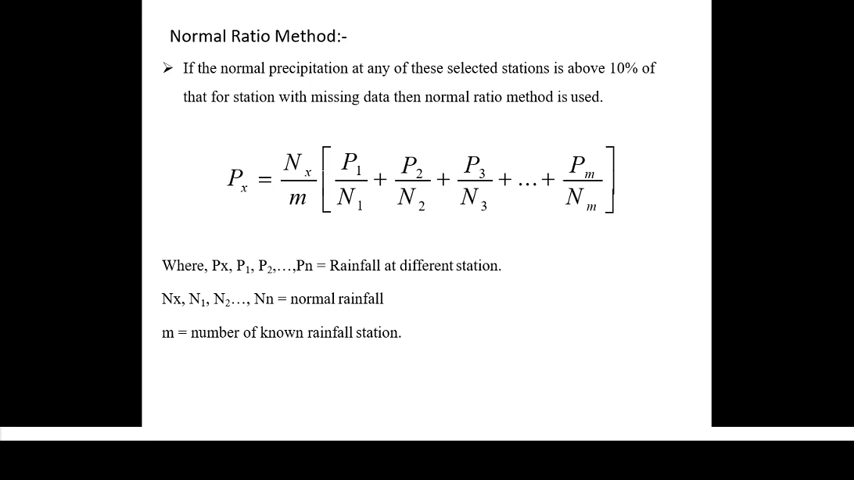 Normal Ratio Method:-
➢ If the normal precipitation at any of these selected stations is above 10% of
that for station with missing data then normal ratio method is used.
Pₓ = Nₓ/m [ P₁/N₁ + P₂/N₂ + P₃/N₃ + ... + Pₘ/Nₘ ]
Where, Px, P₁, P₂,...,Pn = Rainfall at different station.
Nx, N₁, N₂..., Nn = normal rainfall
m = number of known rainfall station.